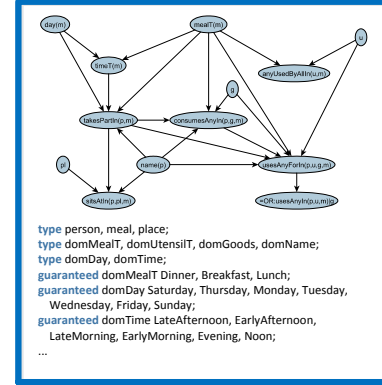 day(m)
mealT(m)
u
timeT(m)
anyUsedByAllIn(u,m)
g
takesPartIn(p,m)
consumesAnyIn(p,g,m)
pl
name(p)
usesAnyForIn(p,u,g,m)
sitsAtIn(p,pl,m)
=OR:usesAnyIn(p,u,m)|g
type person, meal, place;
type domMealT, domUtensilT, domGoods, domName;
type domDay, domTime;
guaranteed domMealT Dinner, Breakfast, Lunch;
guaranteed domDay Saturday, Thursday, Monday, Tuesday,
Wednesday, Friday, Sunday;
guaranteed domTime LateAfternoon, EarlyAfternoon,
LateMorning, EarlyMorning, Evening, Noon;
...